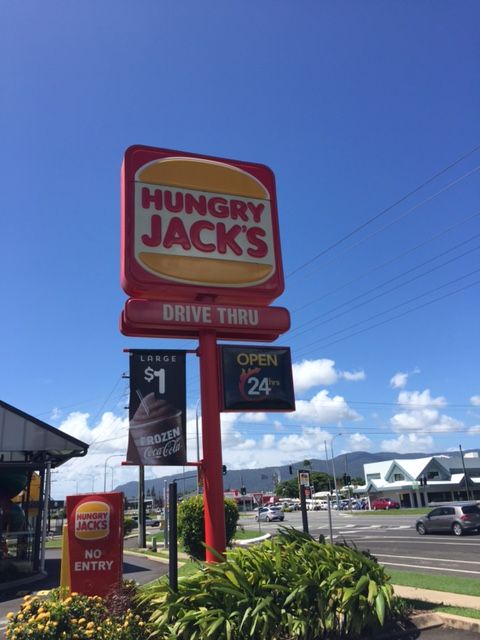 HUNGRY
JACK'S
DRIVE THRU
LARGE
$1
FROZEN
Coca-Cola
OPEN
24hrs
HUNGRY
JACK'S
NO
ENTRY